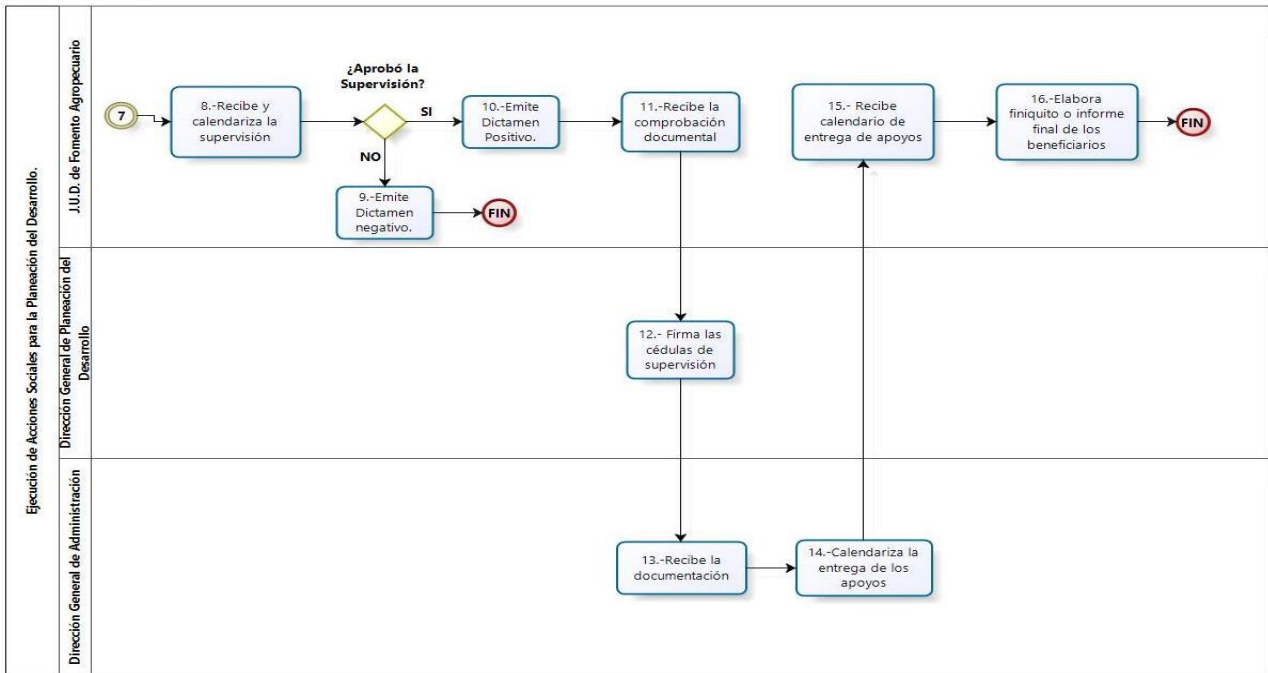 Ejecución de Acciones Sociales para la Planeación del Desarrollo.
J.U.D. de Fomento Agropecuario
7
8.-Recibe y
calendariza la
supervisión
¿Aprobó la
Supervisión?
SI
NO
9.-Emite
Dictamen
negativo.
FIN
10.-Emite
Dictamen
Positivo.
11.-Recibe la
comprobación
documental
15.- Recibe
calendario de
entrega de apoyos
16.-Elabora
finiquito o informe
final de los
beneficiarios
FIN
Dirección General de Planeación del
Desarrollo
12.- Firma las
cédulas de
supervisión
Dirección General de Administración
13.-Recibe la
documentación
14.-Calendariza la
entrega de los
apoyos